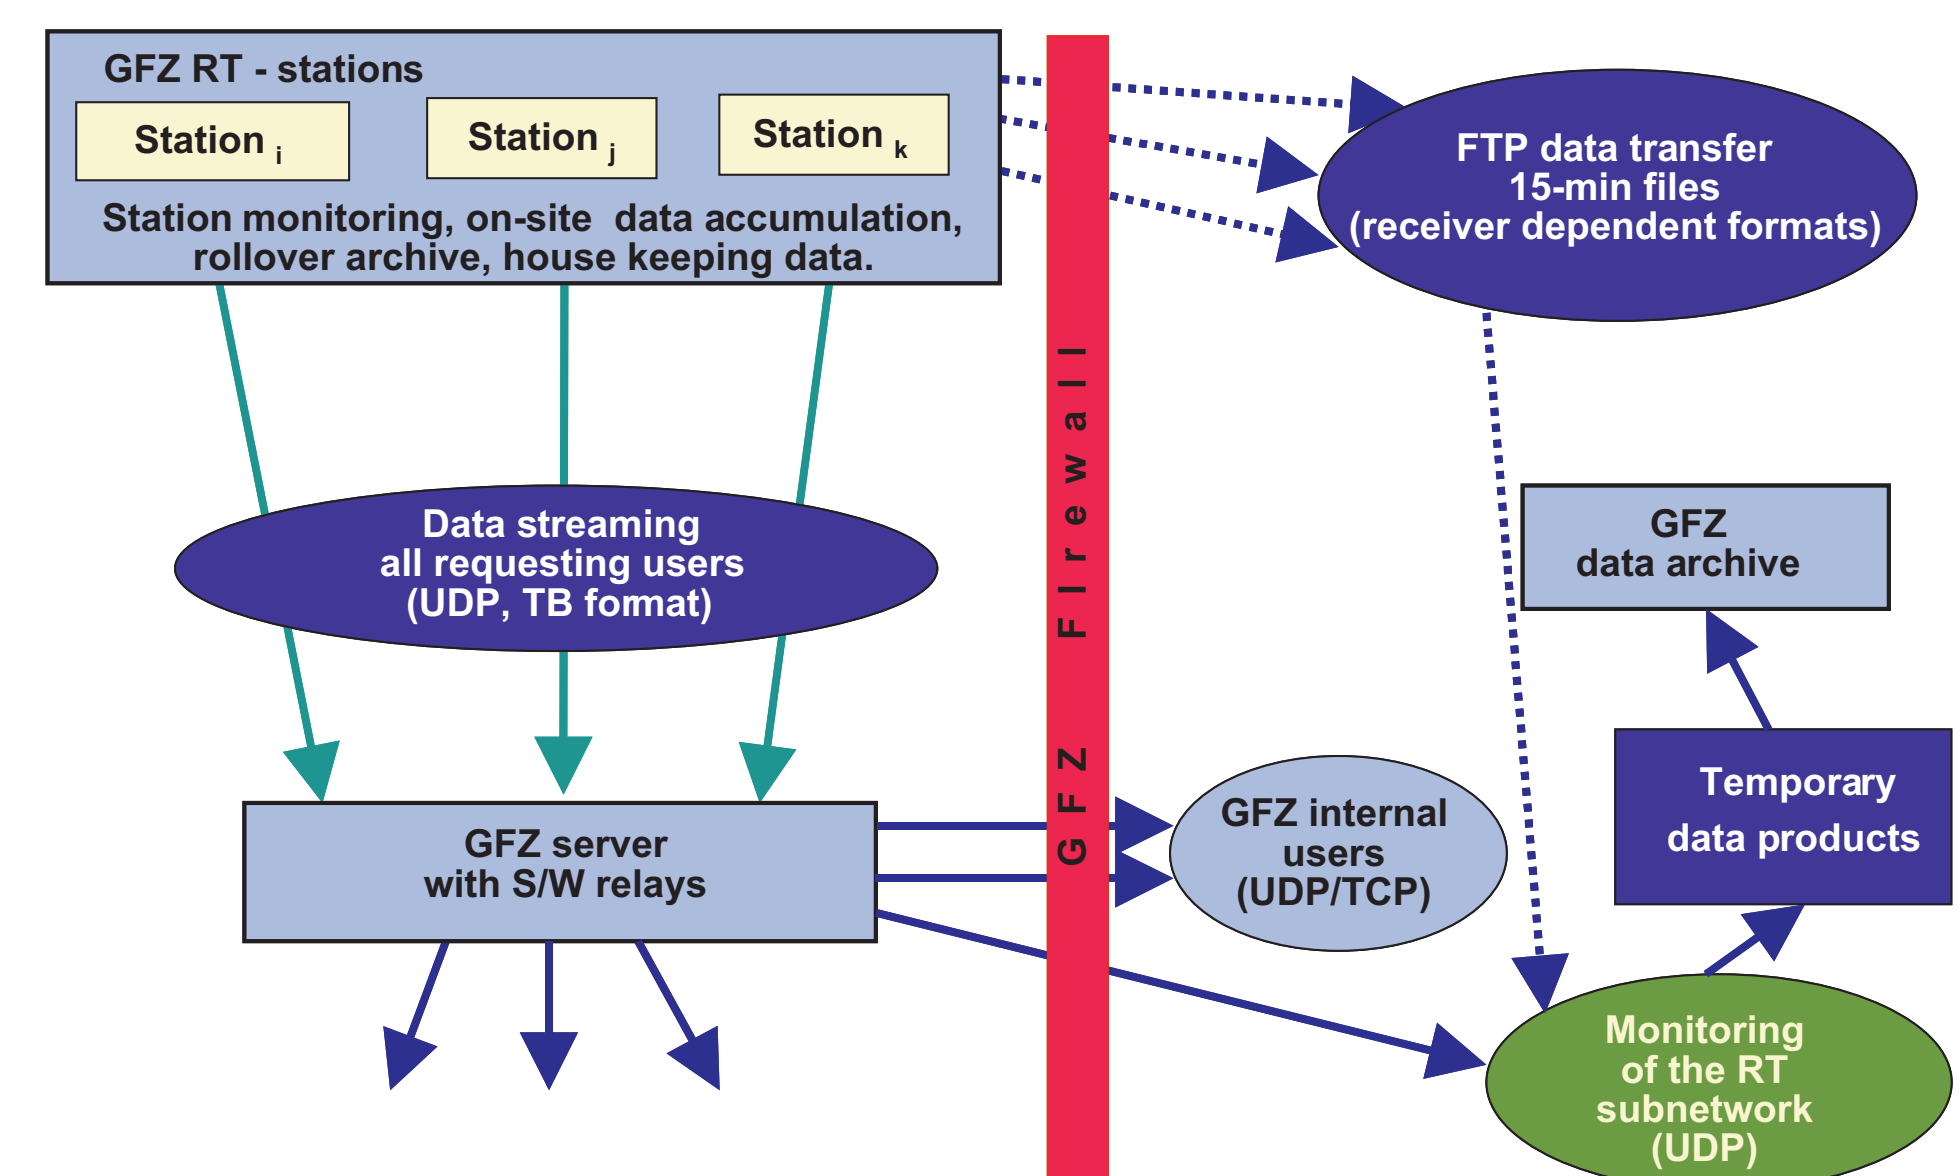 GFZ RT - stations
Station i
Station j
Station k
Station monitoring, on-site data accumulation,
rollover archive, house keeping data.
FTP data transfer
15-min files
(receiver dependent formats)
GFZ FIrewall
Data streaming
all requesting users
(UDP, TB format)
GFZ
data archive
Temporary
data products
GFZ server
with S/W relays
GFZ internal
users
(UDP/TCP)
Monitoring
of the RT
subnetwork
(UDP)